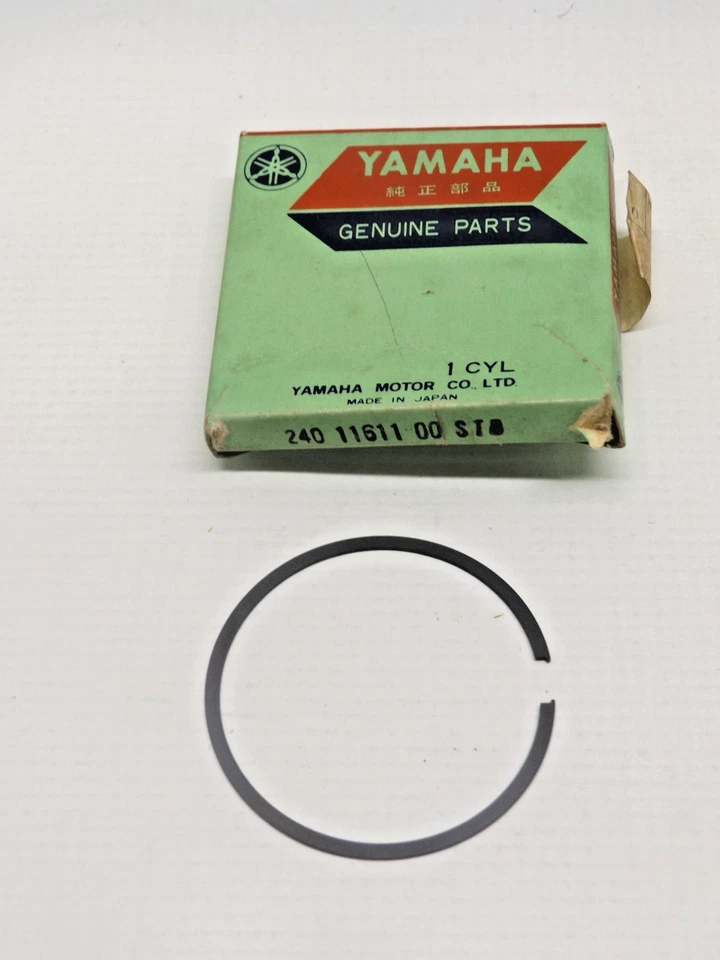 YAMAHA
純正部品
GENUINE PARTS
1 CYL
YAMAHA MOTOR CO., LTD.
MADE IN JAPAN
240 11611 00 STD